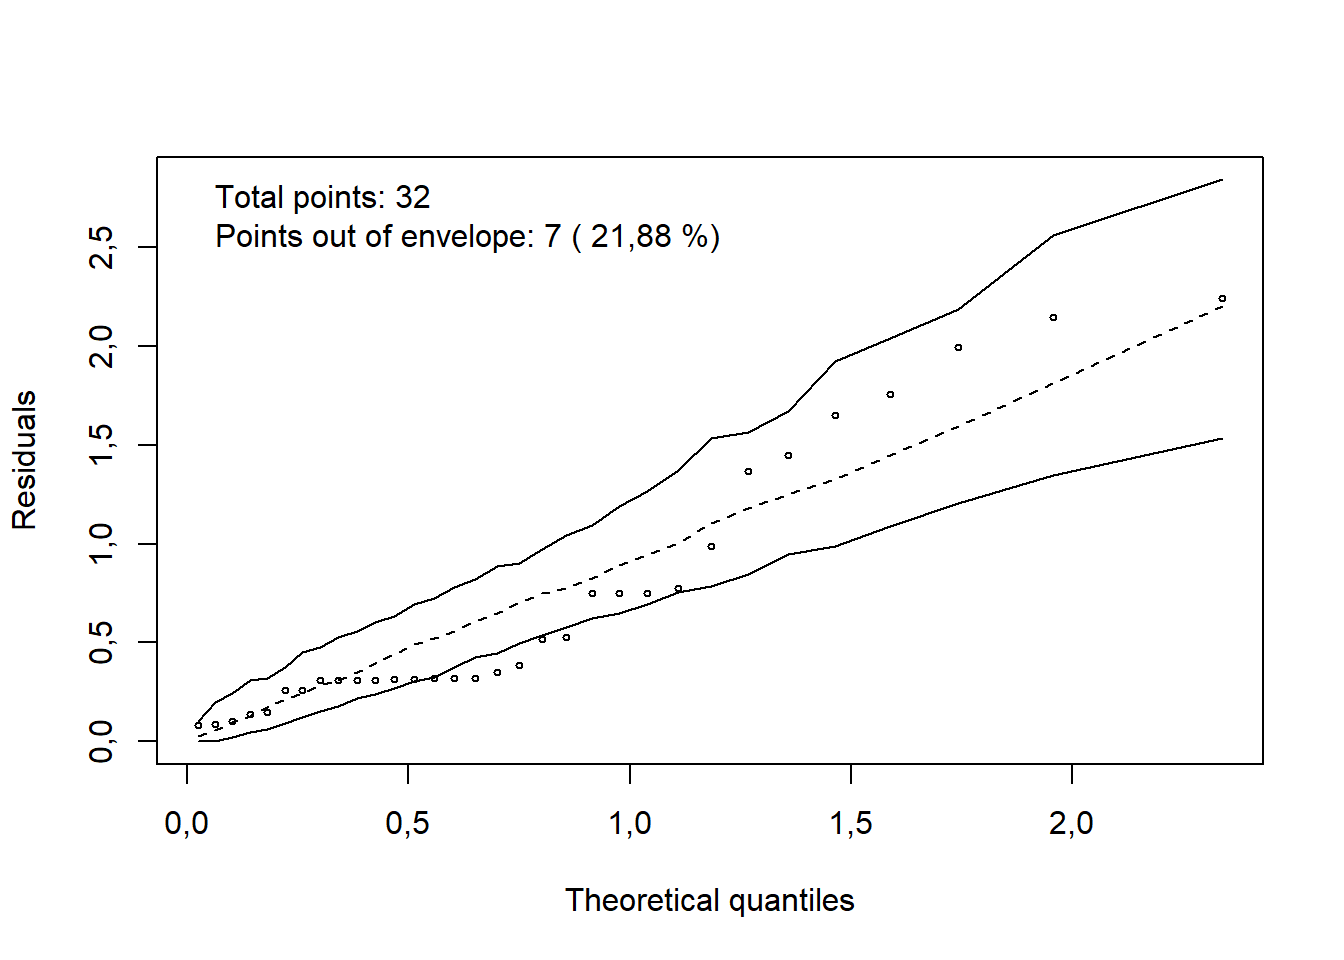 Total points: 32
Points out of envelope: 7 ( 21,88 %)
2,5
2,0
1,5
1,0
0,5
0,0
Residuals
0,0 0,5 1,0 1,5 2,0
Theoretical quantiles